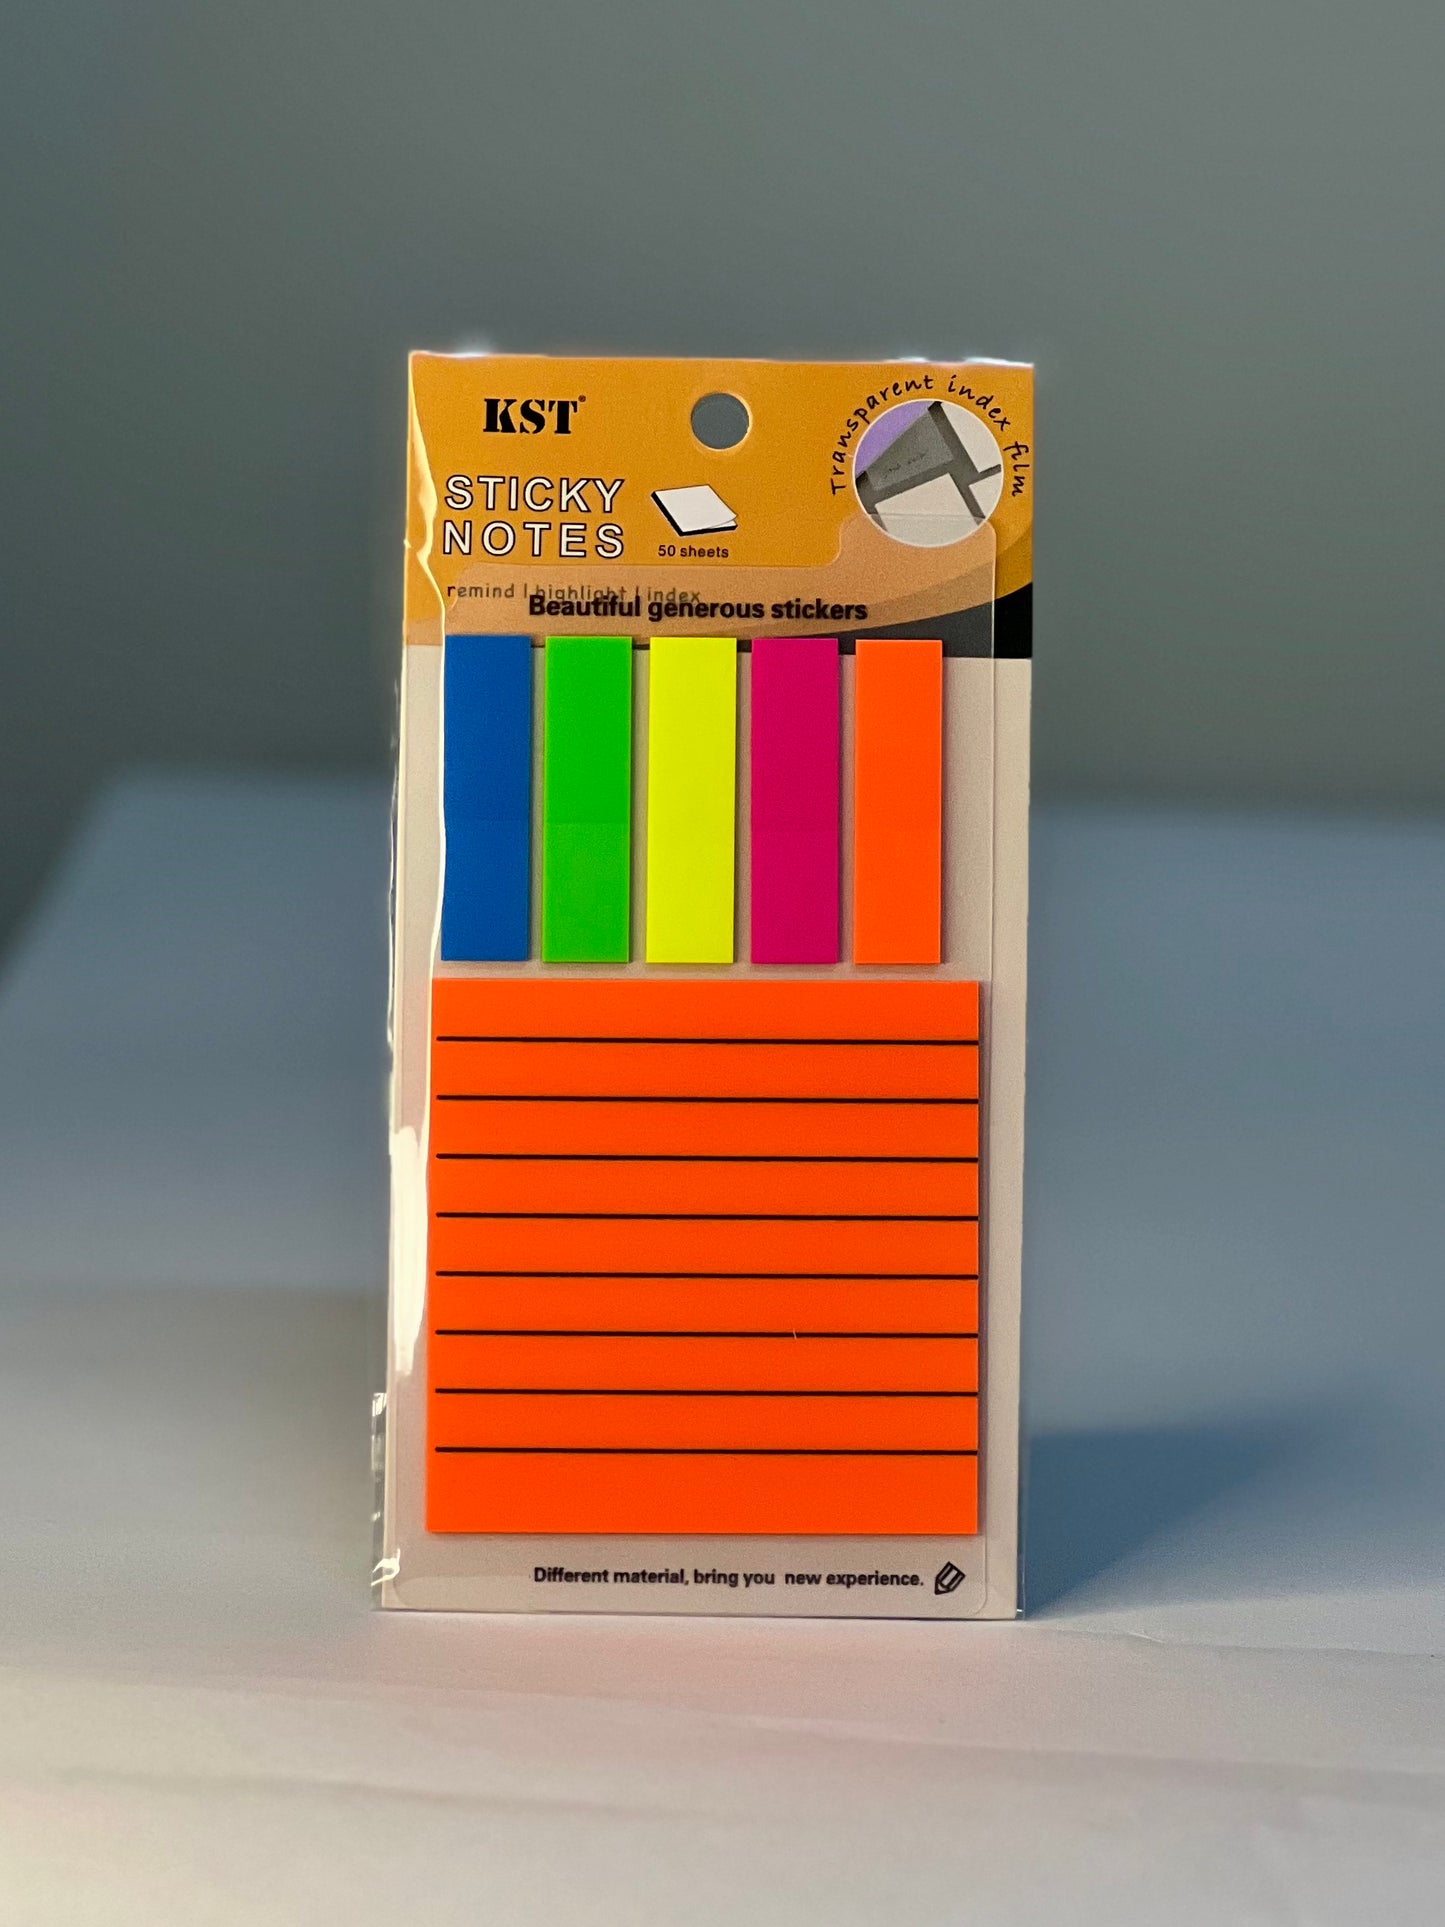 KST®
Transparent index film
STICKY
NOTES
50 sheets
remind | highlight | index
Beautiful generous stickers
Different material, bring you new experience.